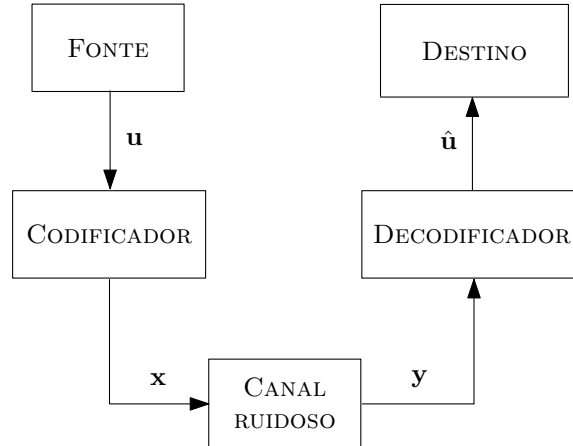 FONTE
DESTINO
u
û
CODIFICADOR
DECODIFICADOR
x
y
CANAL
RUIDOSO